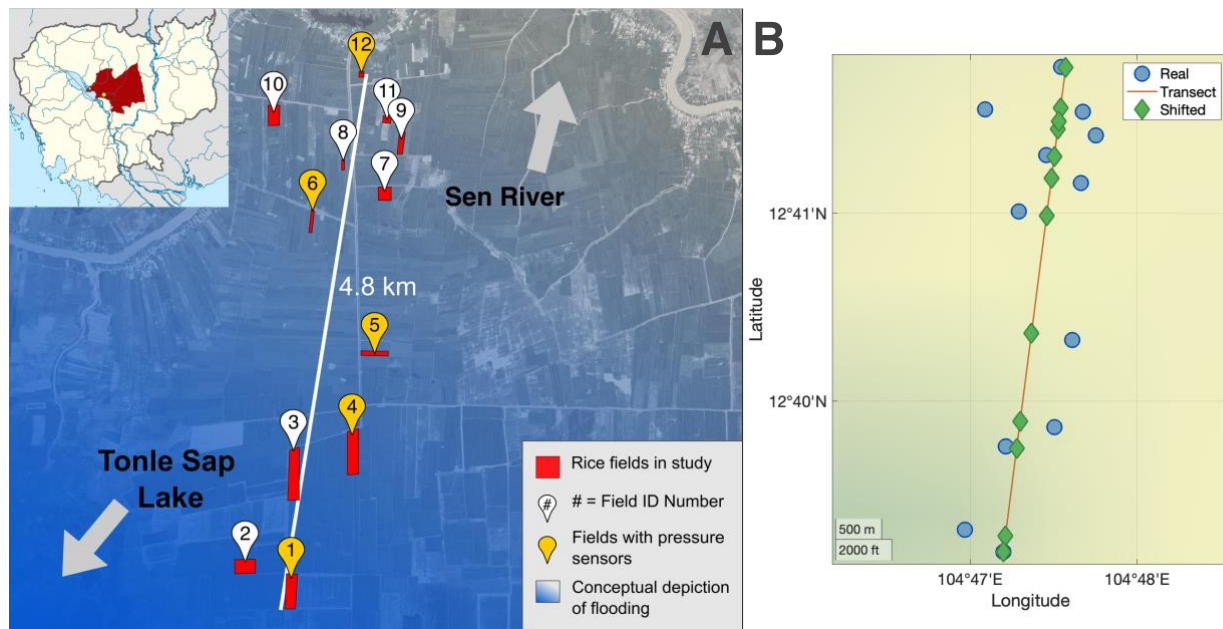 A
12
10
11
9
8
7
6
Sen River
4.8 km
5
4
3
Tonle Sap
Lake
2
1
Rice fields in study
#
# = Field ID Number
Fields with pressure
sensors
Conceptual depiction
of flooding
B
Real
Transect
Shifted
12°41'N
12°40'N
Latitude
500 m
2000 ft
104°47'E
104°48'E
Longitude